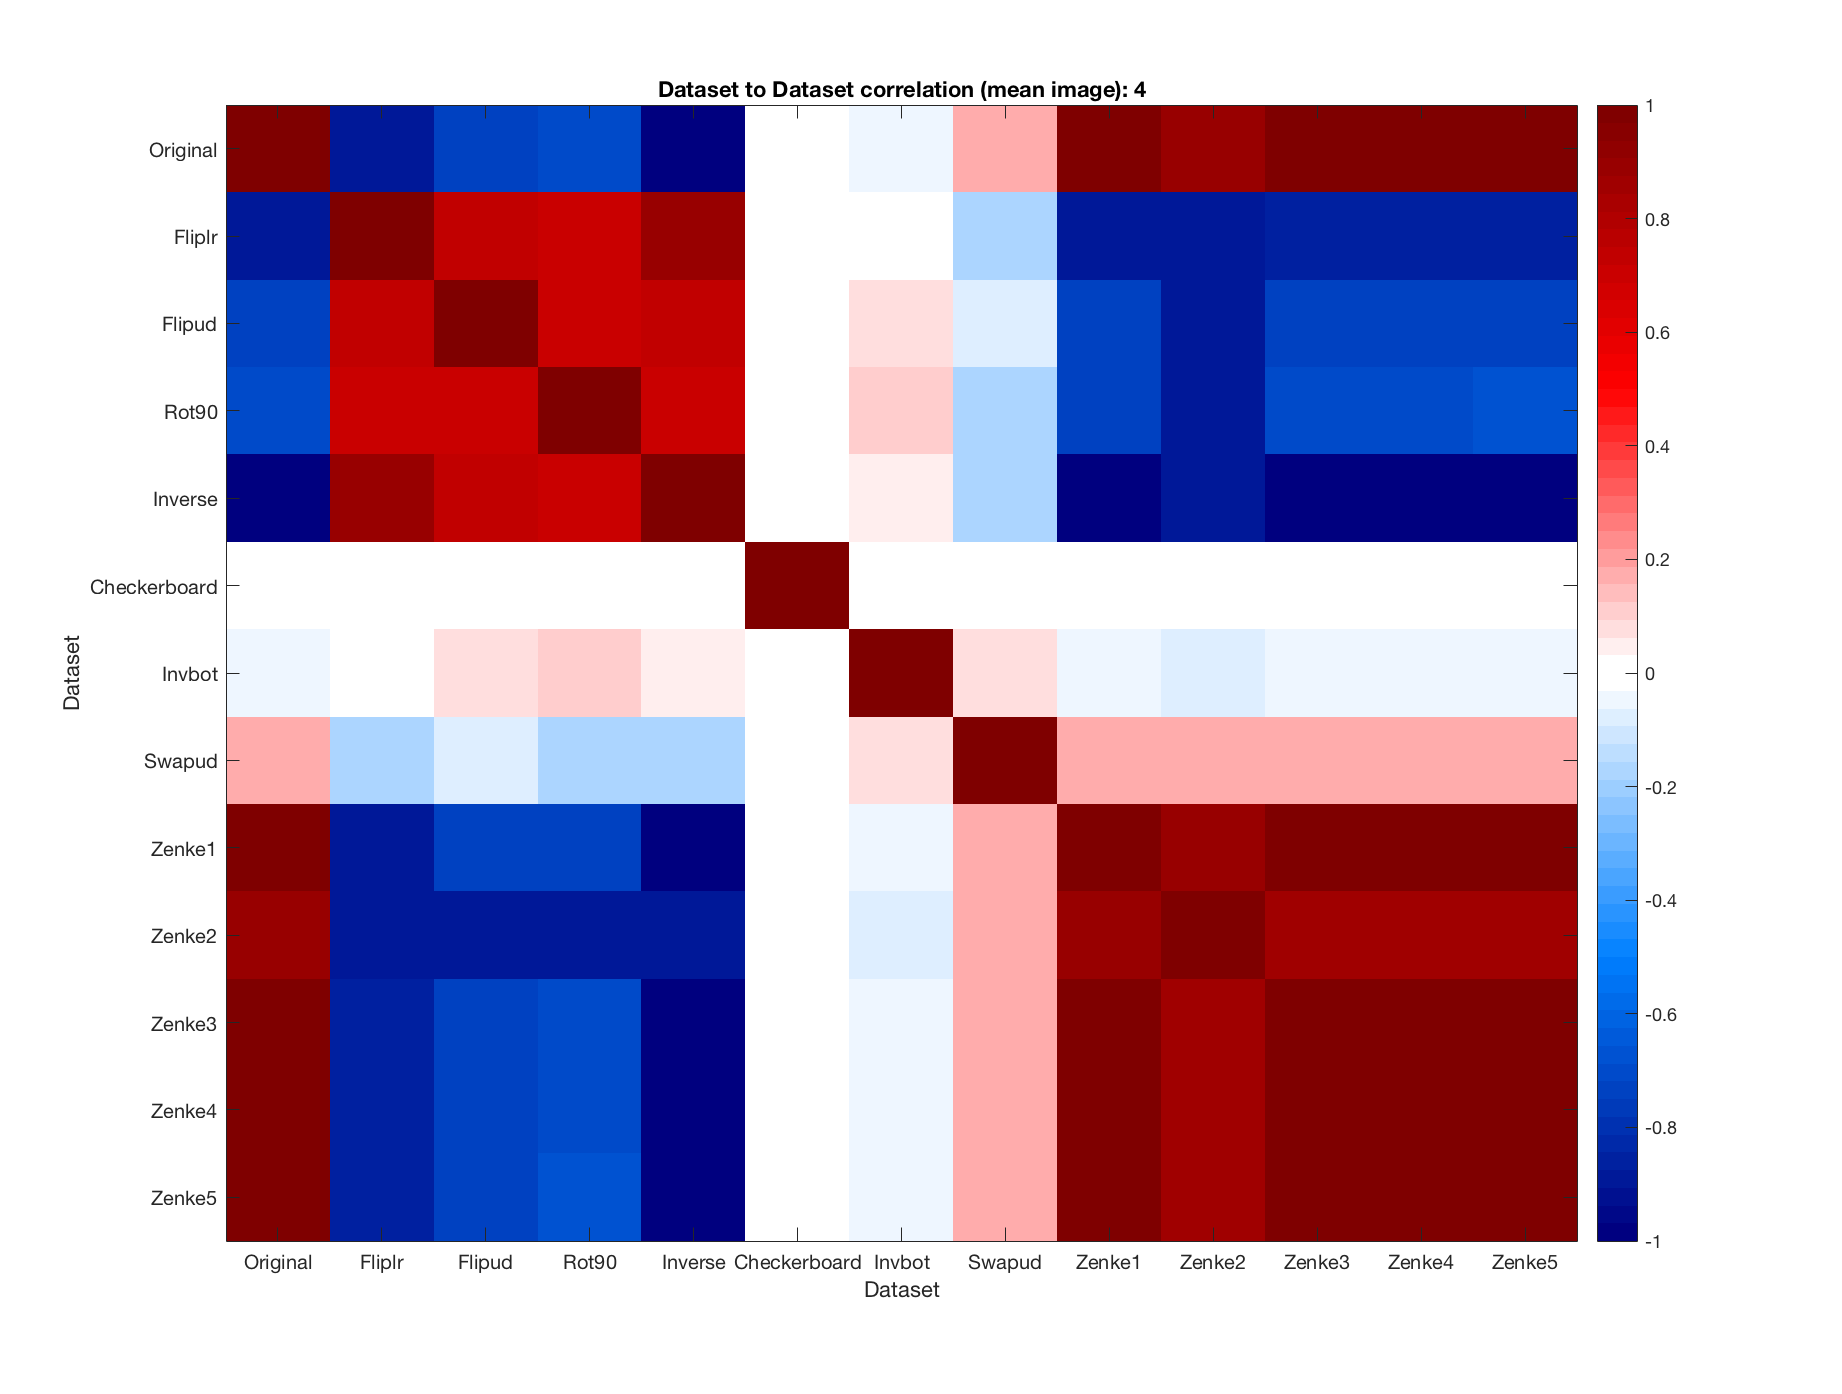 Dataset to Dataset correlation (mean image): 4
Original
Fliplr
Flipud
Rot90
Inverse
Checkerboard
Invbot
Swapud
Zenke1
Zenke2
Zenke3
Zenke4
Zenke5
Dataset
Original Fliplr Flipud Rot90 Inverse Checkerboard Invbot Swapud Zenke1 Zenke2 Zenke3 Zenke4 Zenke5
Dataset
1
0.8
0.6
0.4
0.2
0
-0.2
-0.4
-0.6
-0.8
-1